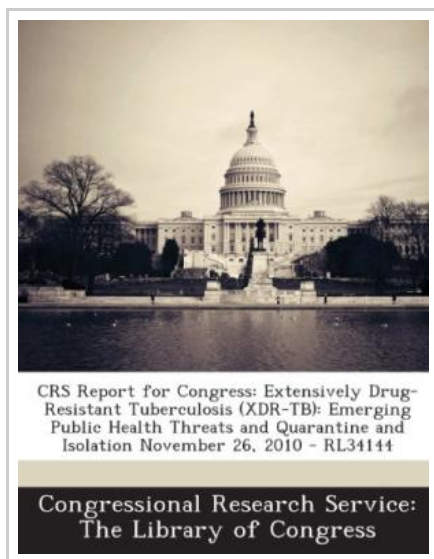 CRS Report for Congress: Extensively Drug-
Resistant Tuberculosis (XDR-TB): Emerging
Public Health Threats and Quarantine and
Isolation November 26, 2010 - RL34144
Congressional Research Service:
The Library of Congress